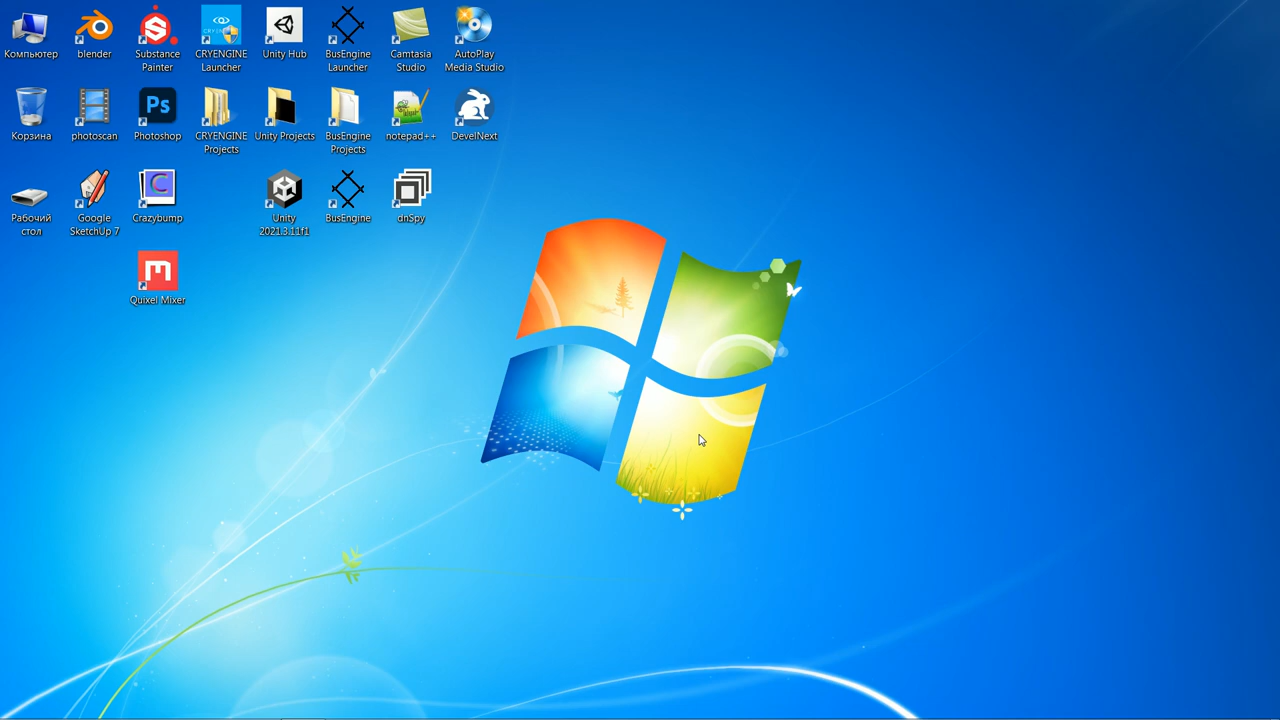 Компьютер
blender
Substance
Painter
CRYENGINE
Launcher
Unity Hub
BusEngine
Launcher
Camtasia
Studio
AutoPlay
Media Studio
Корзина
photoscan
Ps
Photoshop
CRYENGINE
Projects
Unity Projects
BusEngine
Projects
notepad++
DevelNext
Рабочий
стол
Google
SketchUp 7
C
Crazybump
Unity
2021.3.11f1
BusEngine
dnSpy
Quixel Mixer